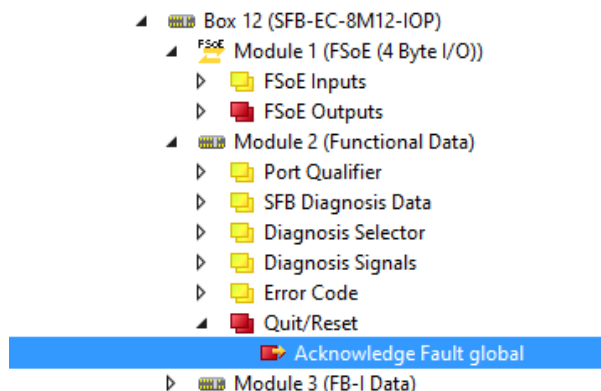 Box 12 (SFB-EC-8M12-IOP)
FSoE Module 1 (FSoE (4 Byte I/O))
FSoE Inputs
FSoE Outputs
Module 2 (Functional Data)
Port Qualifier
SFB Diagnosis Data
Diagnosis Selector
Diagnosis Signals
Error Code
Quit/Reset
Acknowledge Fault global
Module 3 (FB-I Data)